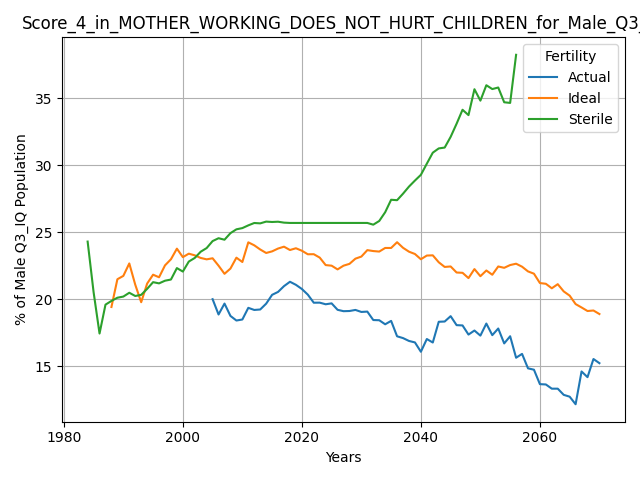 Score_4_in_MOTHER_WORKING_DOES_NOT_HURT_CHILDREN_for_Male_Q3_
Fertility
Actual
Ideal
Sterile
% of Male Q3_IQ Population
35
30
25
20
15
1980
2000
2020
2040
2060
Years